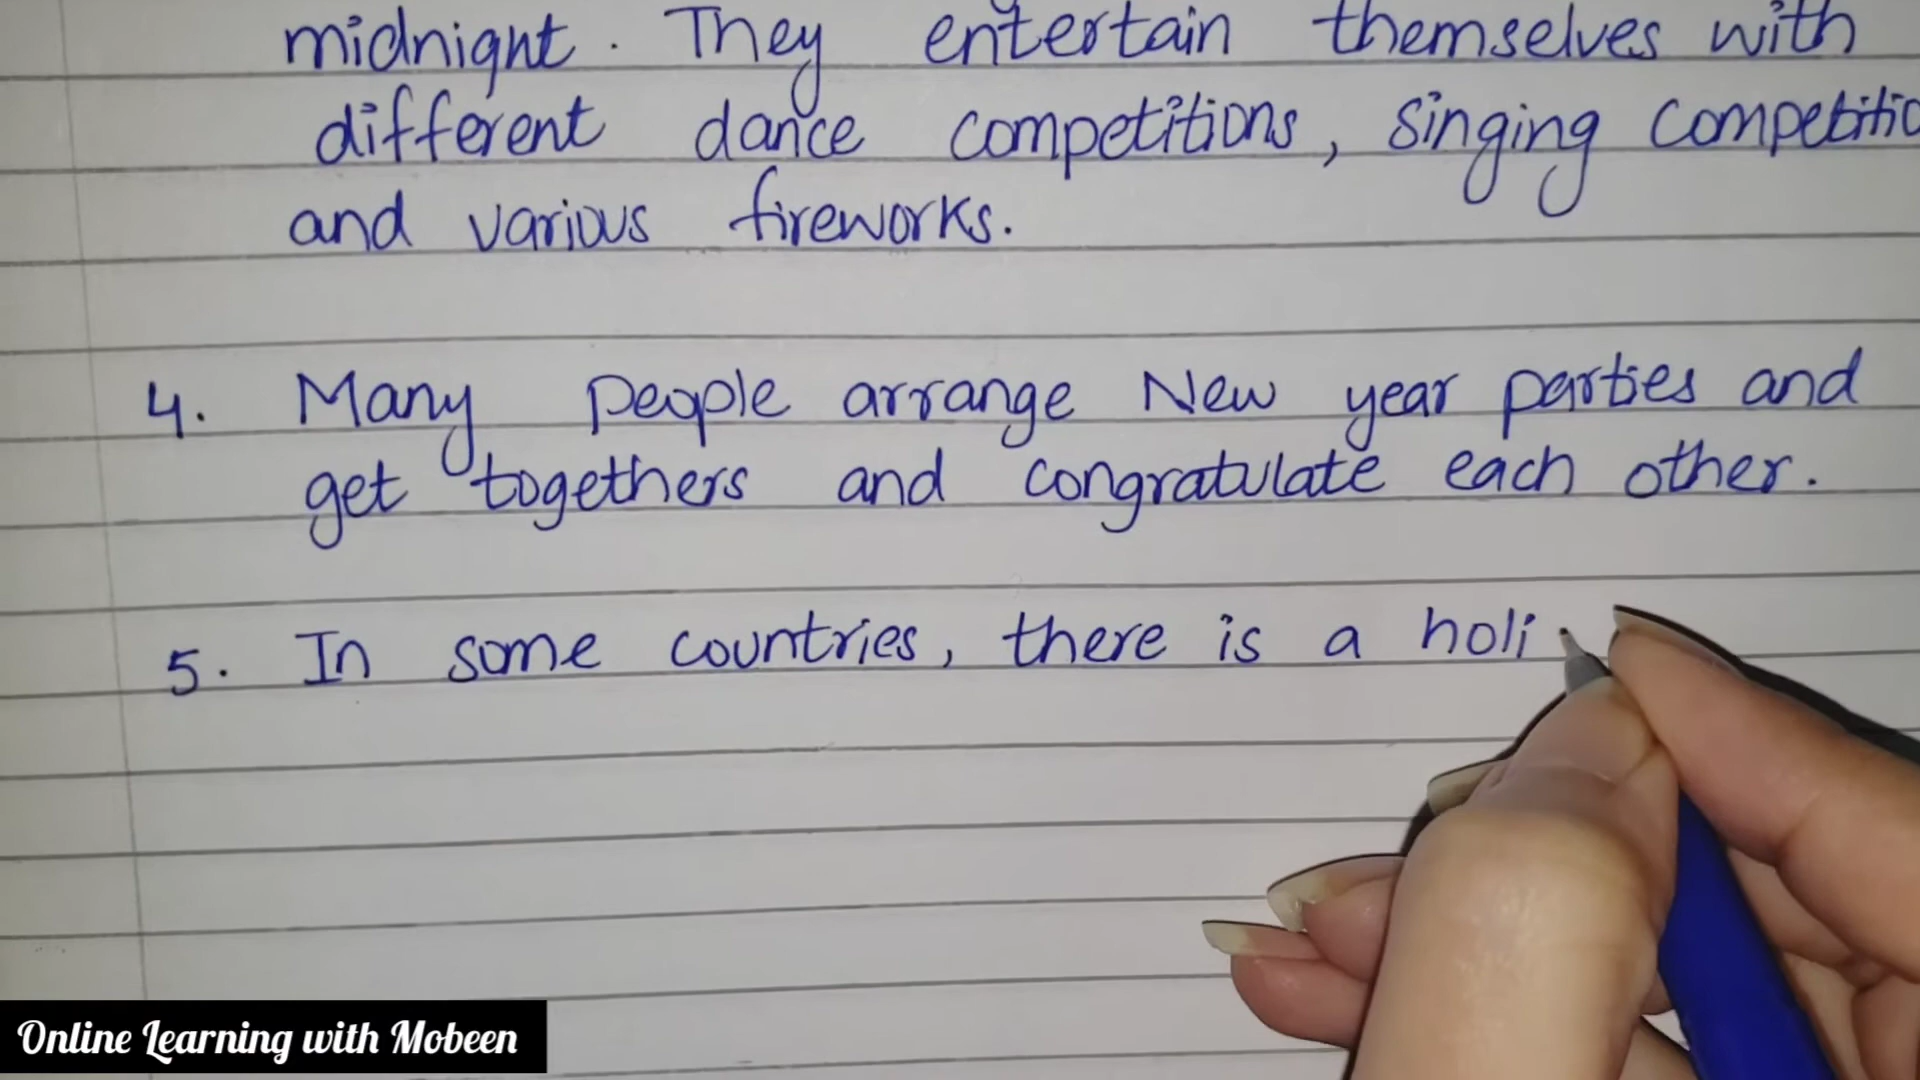 midnight. They entertain themselves with
different dance competitions, singing competitio
and various fireworks.
4. Many people arrange New year parties and
get togethers and congratulate each other.
5. In some countries, there is a holi
Online Learning with Mobeen